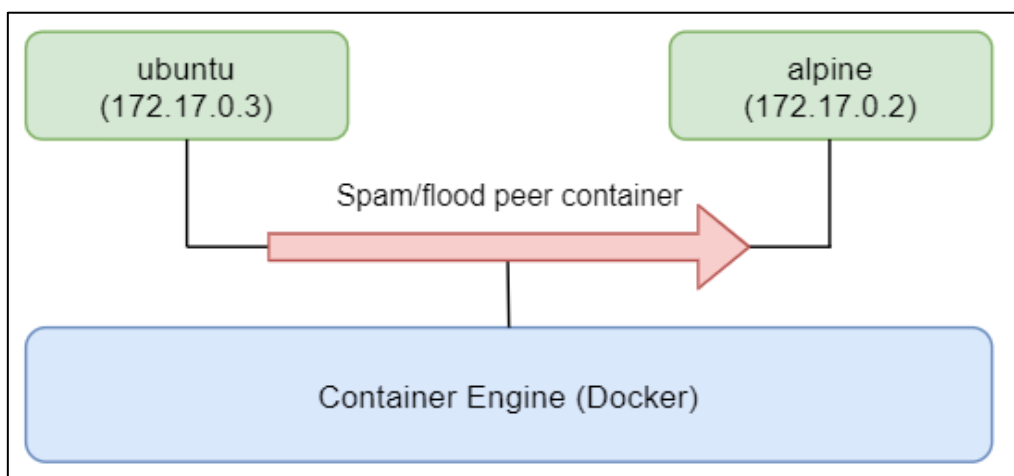 ubuntu
(172.17.0.3)
alpine
(172.17.0.2)
Spam/flood peer container
Container Engine (Docker)